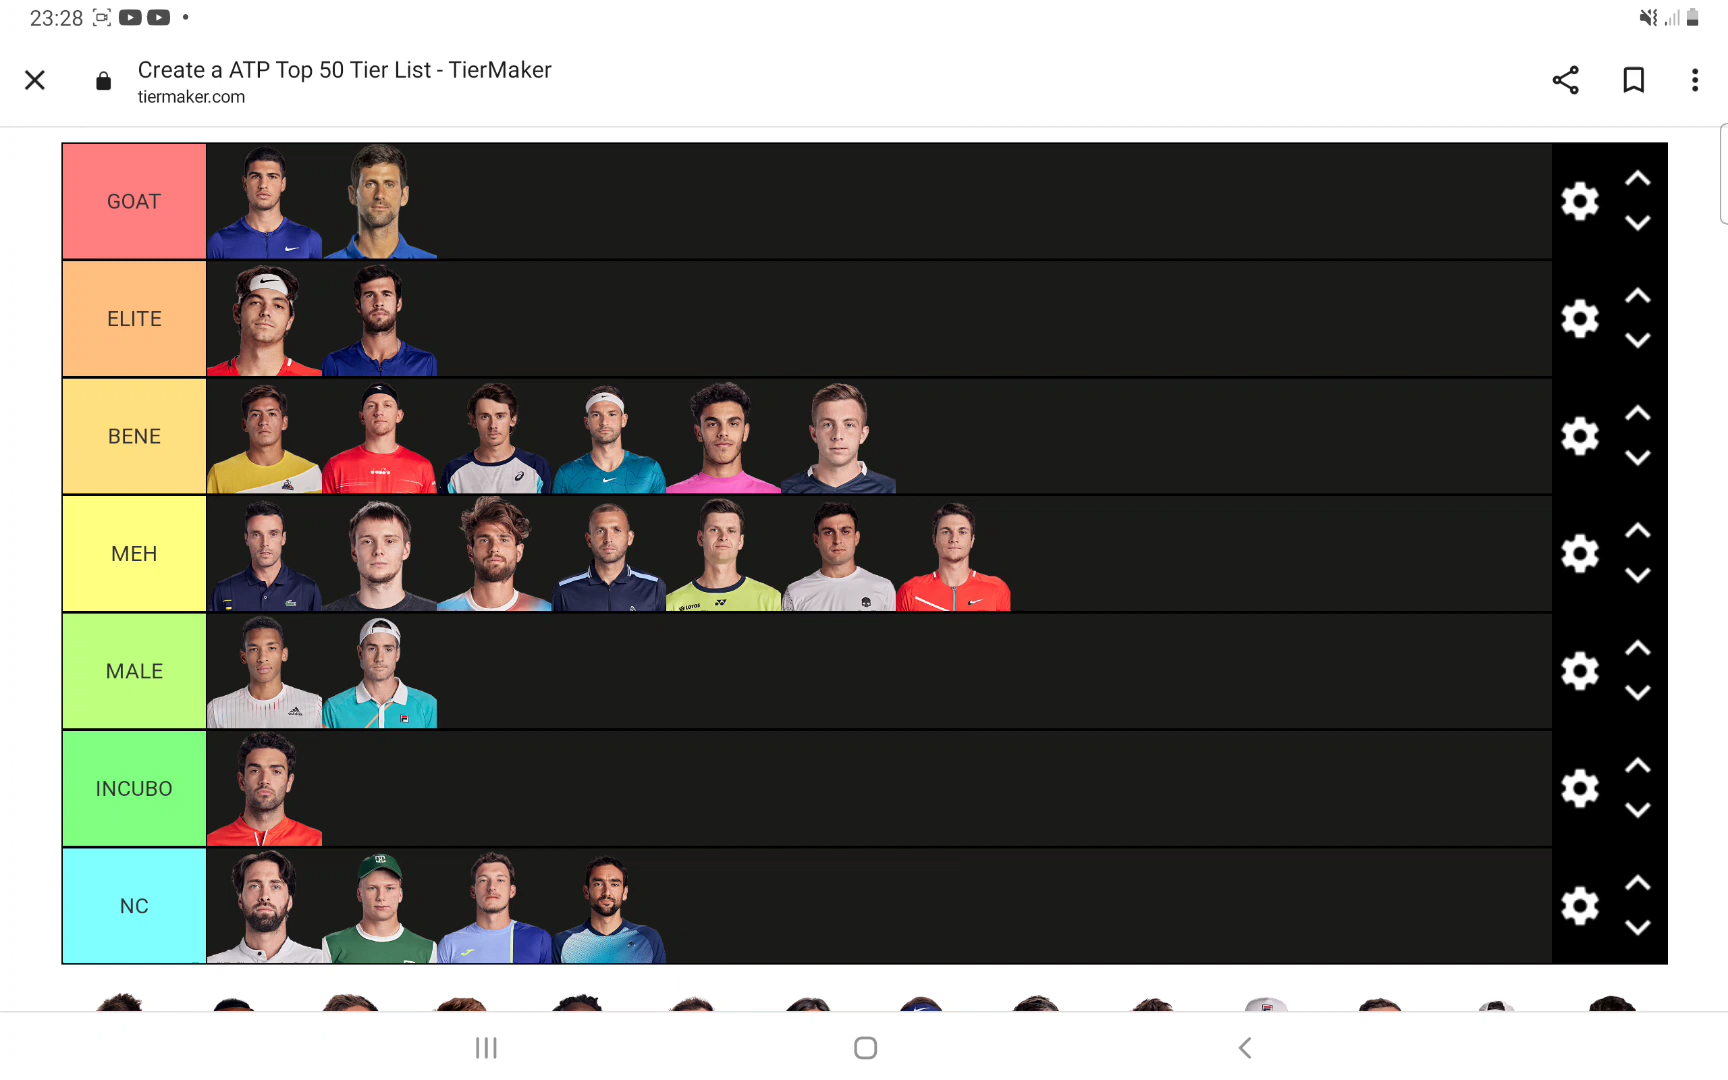 23:28
Create a ATP Top 50 Tier List - TierMaker
tiermaker.com
GOAT
ELITE
BENE
MEH
MALE
INCUBO
NC